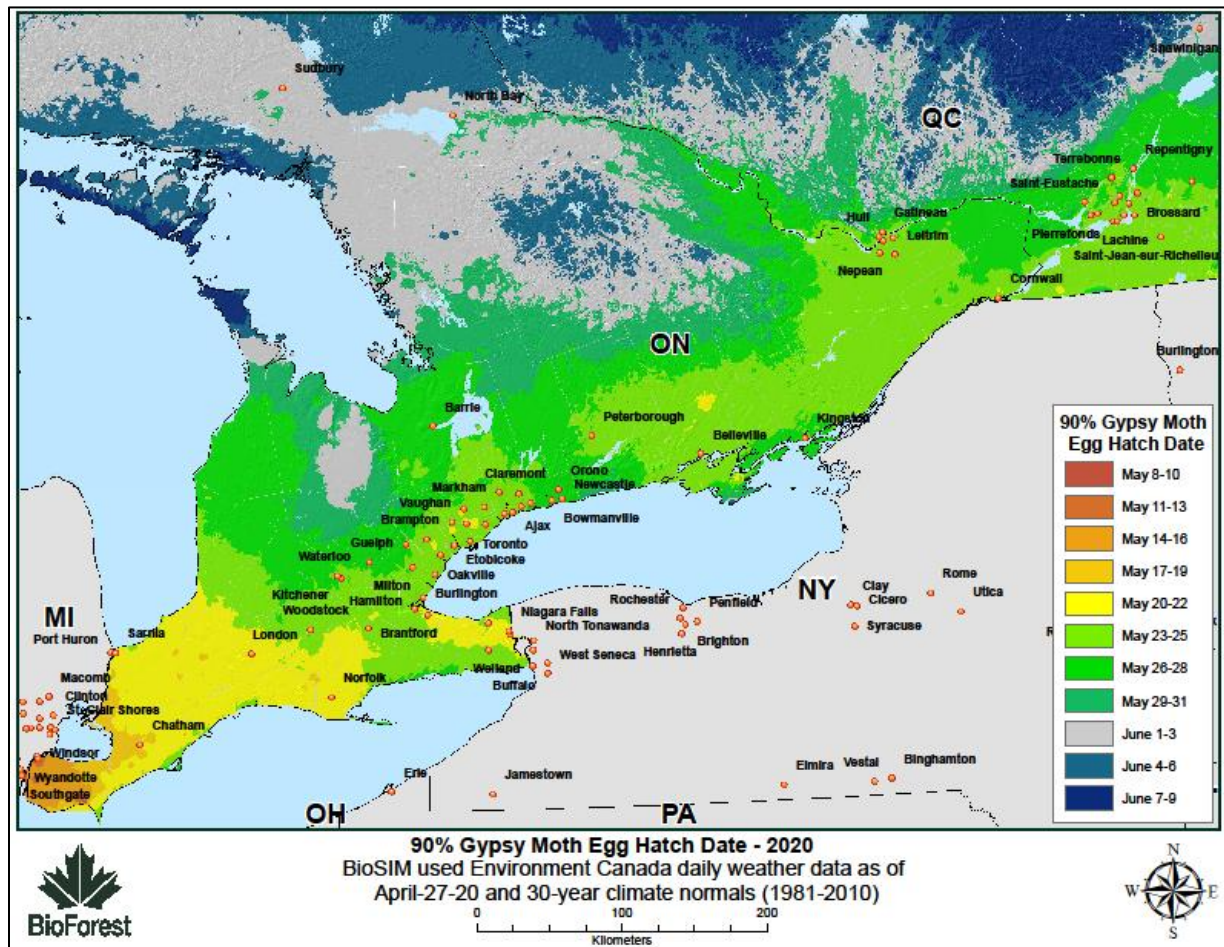 Sudbury
North Bay
Shawinigan
QC
Terrebonne
Repentigny
Saint-Eustache
Hull
Gatineau
Brossard
Leitrim
Pierrefonds
Lachine
Nepean
Saint-Jean-sur-Richelieu
Cornwall
ON
Burlington
Barrie
Peterborough
Kingston
Belleville
Claremont
Orono
Markham
Newcastle
Vaughan
Brampton
Bowmanville
Ajax
Guelph
Toronto
Waterloo
Etobicoke
Milton
Oakville
Kitchener
Hamilton
Burlington
Woodstock
MI
Port Huron
Sarnia
London
Brantford
Niagara Falls
North Tonawanda
Rochester
Penfield
NY
Clay
Cicero
Rome
Utica
Syracuse
Brighton
Henrietta
West Seneca
Welland
Buffalo
Macomb
Clinton
St. Clair Shores
Norfolk
Chatham
Windsor
Wyandotte
Southgate
Erie
Jamestown
Elmira
Vestal
Binghamton
OH
PA
90% Gypsy Moth
Egg Hatch Date
May 8-10
May 11-13
May 14-16
May 17-19
May 20-22
May 23-25
May 26-28
May 29-31
June 1-3
June 4-6
June 7-9
BioForest
90% Gypsy Moth Egg Hatch Date - 2020
BioSIM used Environment Canada daily weather data as of
April-27-20 and 30-year climate normals (1981-2010)
0 100 200
Kilometers
N
W E
S